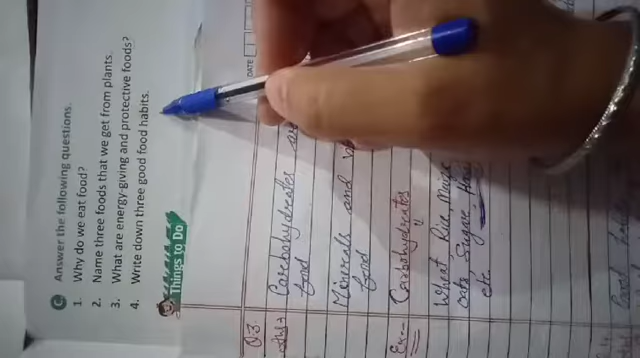 C Answer the following questions.
1. Why do we eat food?
2. Name three foods that we get from plants.
3. What are energy-giving and protective foods?
4. Write down three good food habits.
Things to Do
DATE
Q-3
Carbohydrates
food
Minerals and
food
Ex-- Carbohydrates
Wheat Rice, Maize
oats Sugar,
etc
food